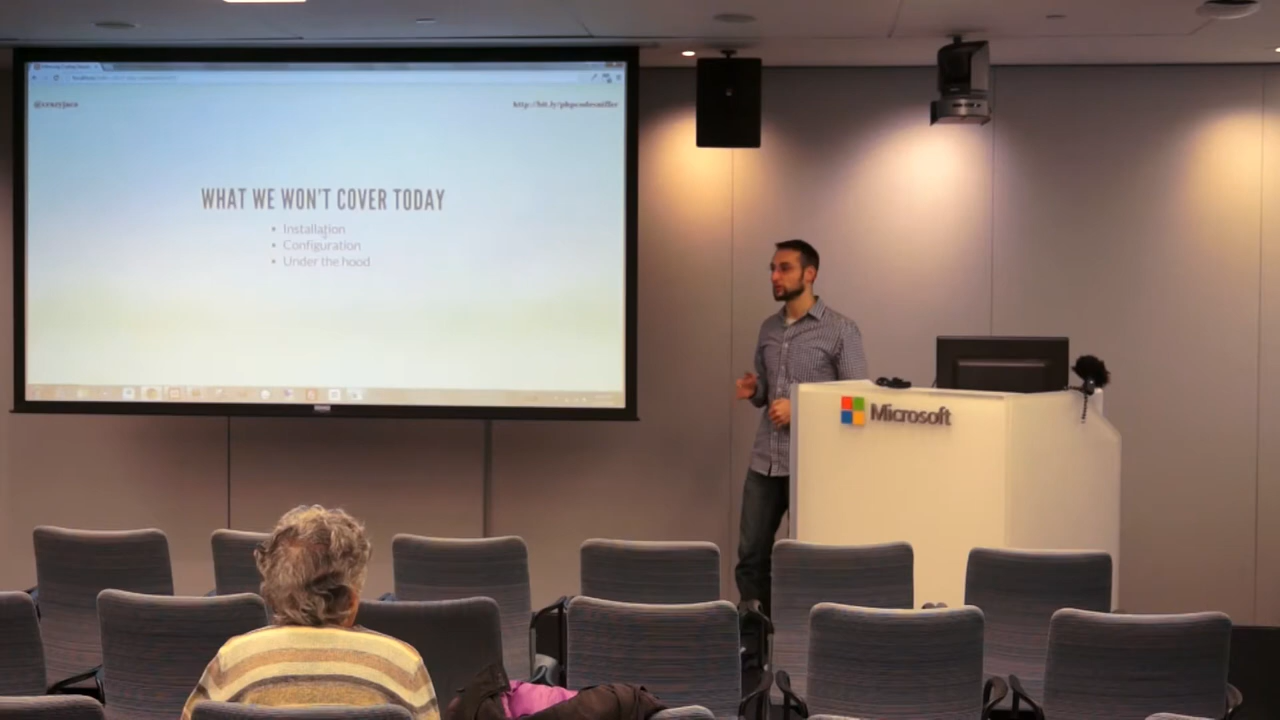 @crazyjaco
http://bit.ly/phpcodesniffer
WHAT WE WON'T COVER TODAY
• Installation
• Configuration
• Under the hood
Microsoft